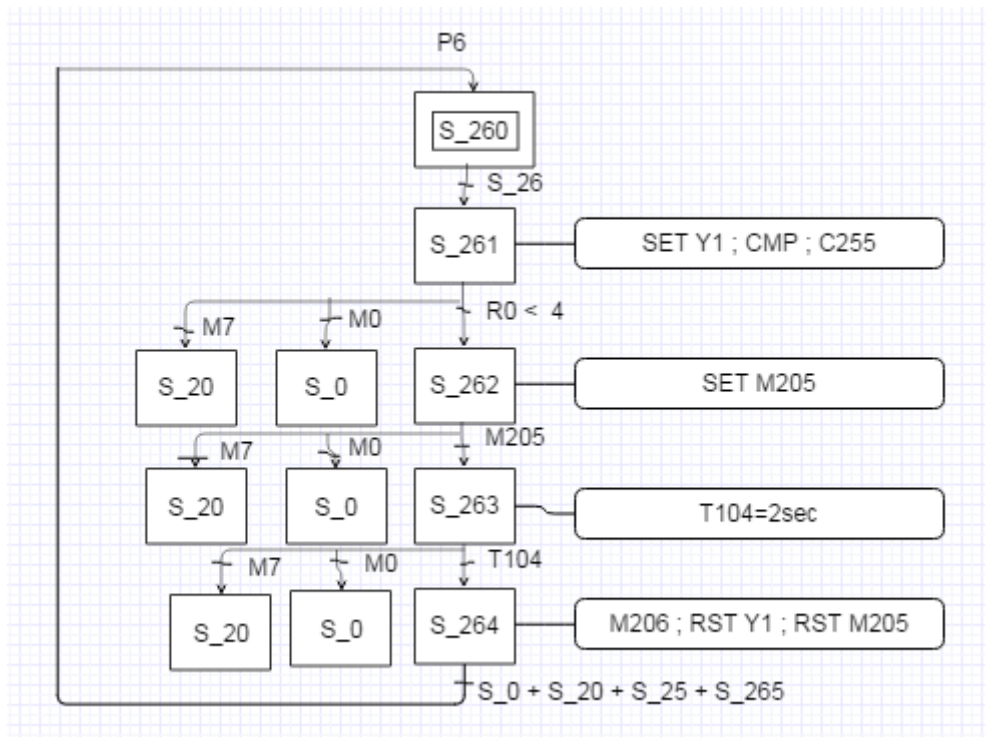 P6
S_260
S_26
S_261
SET Y1 ; CMP ; C255
M7
M0
R0 < 4
S_20
S_0
S_262
SET M205
M7
M0
M205
S_20
S_0
S_263
T104=2sec
M7
M0
T104
S_20
S_0
S_264
M206 ; RST Y1 ; RST M205
S_0 + S_20 + S_25 + S_265